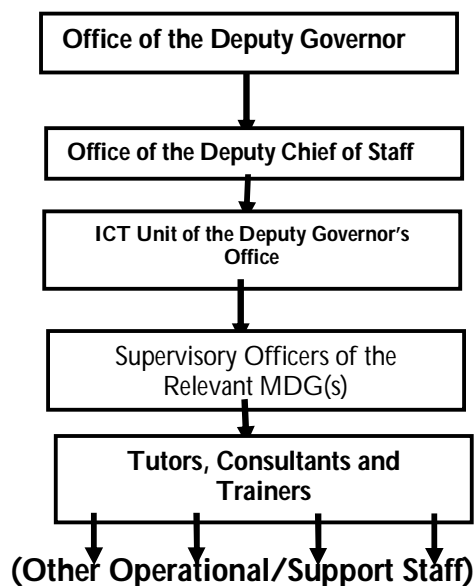 Office of the Deputy Governor
Office of the Deputy Chief of Staff
ICT Unit of the Deputy Governor's
Office
Supervisory Officers of the
Relevant MDG(s)
Tutors, Consultants and
Trainers
(Other Operational/Support Staff)